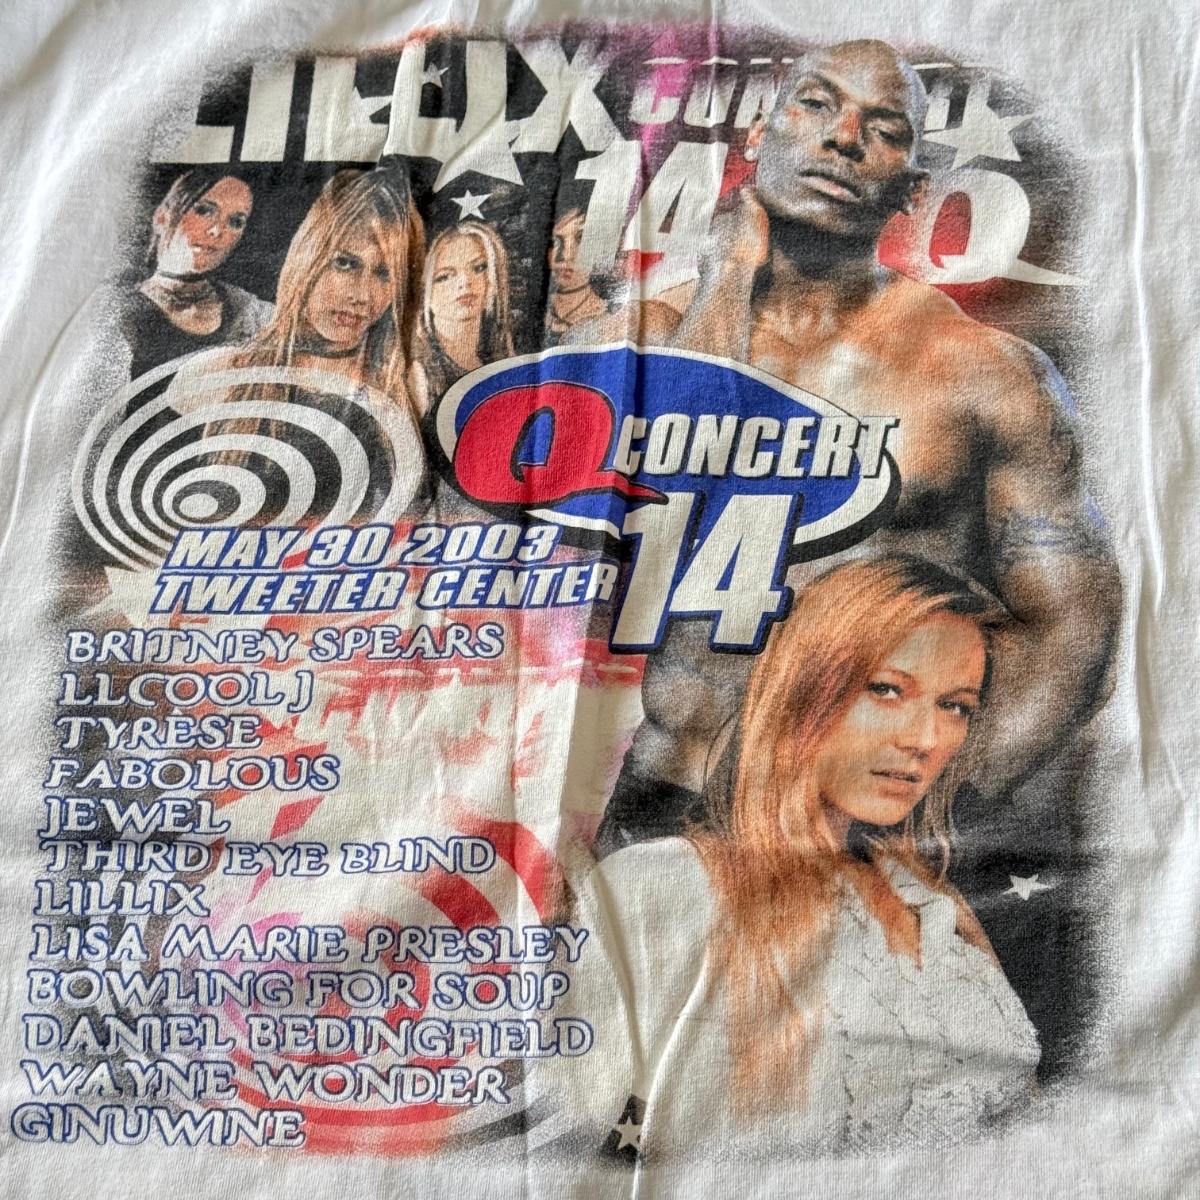 LILLIX
14
Q
Q CONCERT
14
MAY 30 2003
TWEETER CENTER
BRITNEY SPEARS
LLCOOL J
TYRESE
FABOLOUS
JEWEL
THIRD EYE BLIND
LILLIX
LISA MARIE PRESLEY
BOWLING FOR SOUP
DANIEL BEDINGFIELD
WAYNE WONDER
GINUWINE